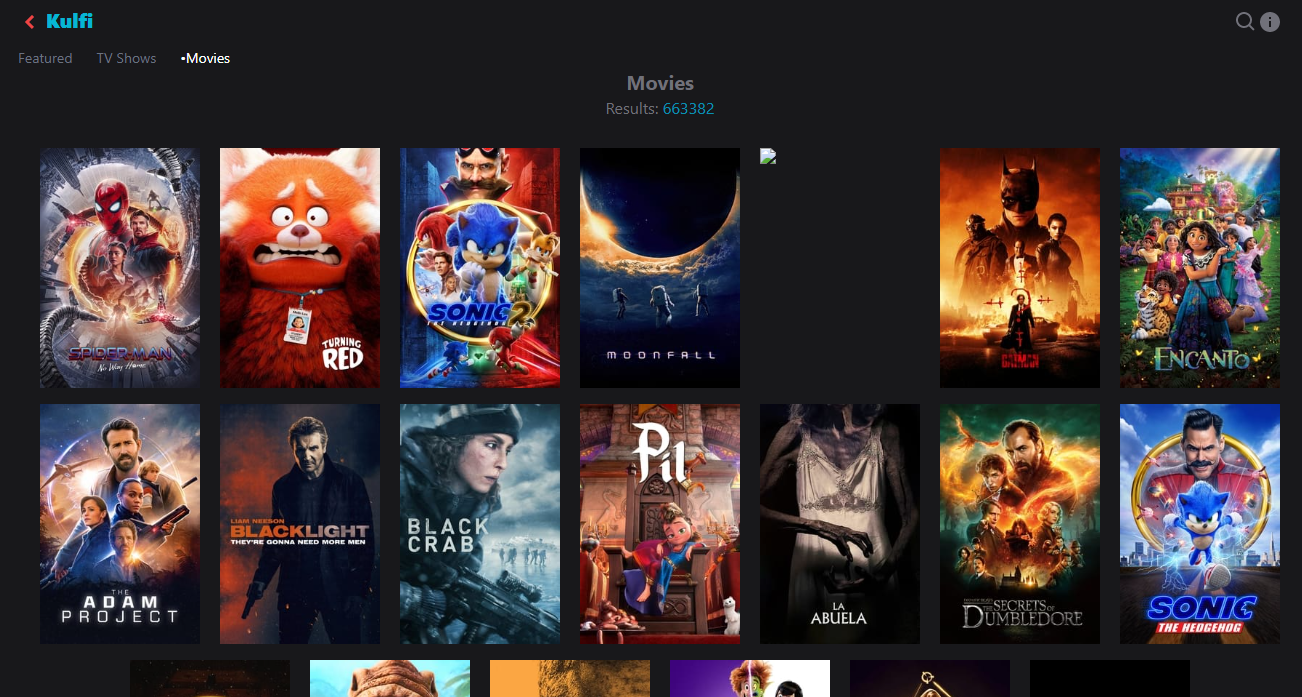 Kulfi
Featured
TV Shows
•Movies
Movies
Results: 663382
SPIDER-MAN
No Way Home
TURNING
RED
SONIC 2
THE HEDGEHOG
MOONFALL
THE
BATMAN
ENCANTO
THE
ADAM
PROJECT
LIAM NEESON
BLACKLIGHT
THEY'RE GONNA NEED MORE MEN
BLACK
CRAB
Pil
LA
ABUELA
THE SECRETS OF
DUMBLEDORE
SONIC
THE HEDGEHOG